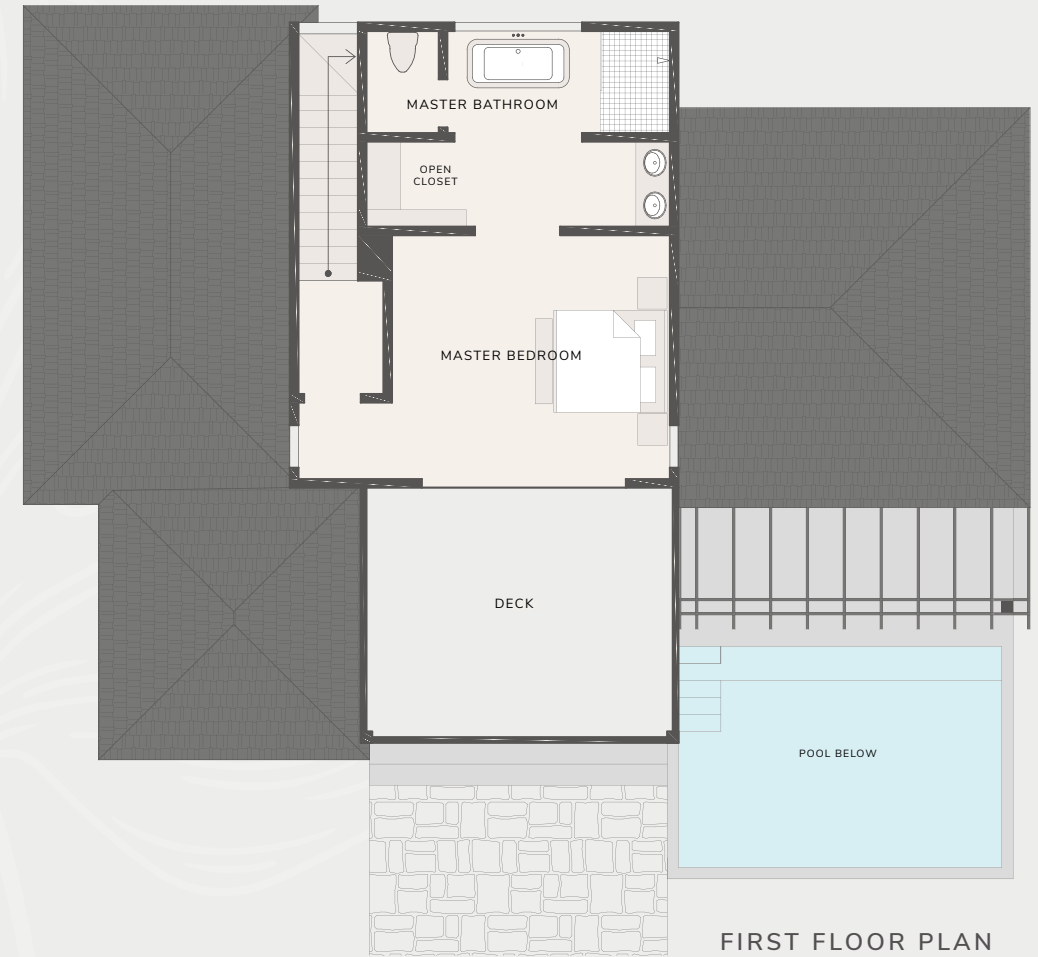 MASTER BATHROOM
OPEN
CLOSET
MASTER BEDROOM
DECK
POOL BELOW
FIRST FLOOR PLAN